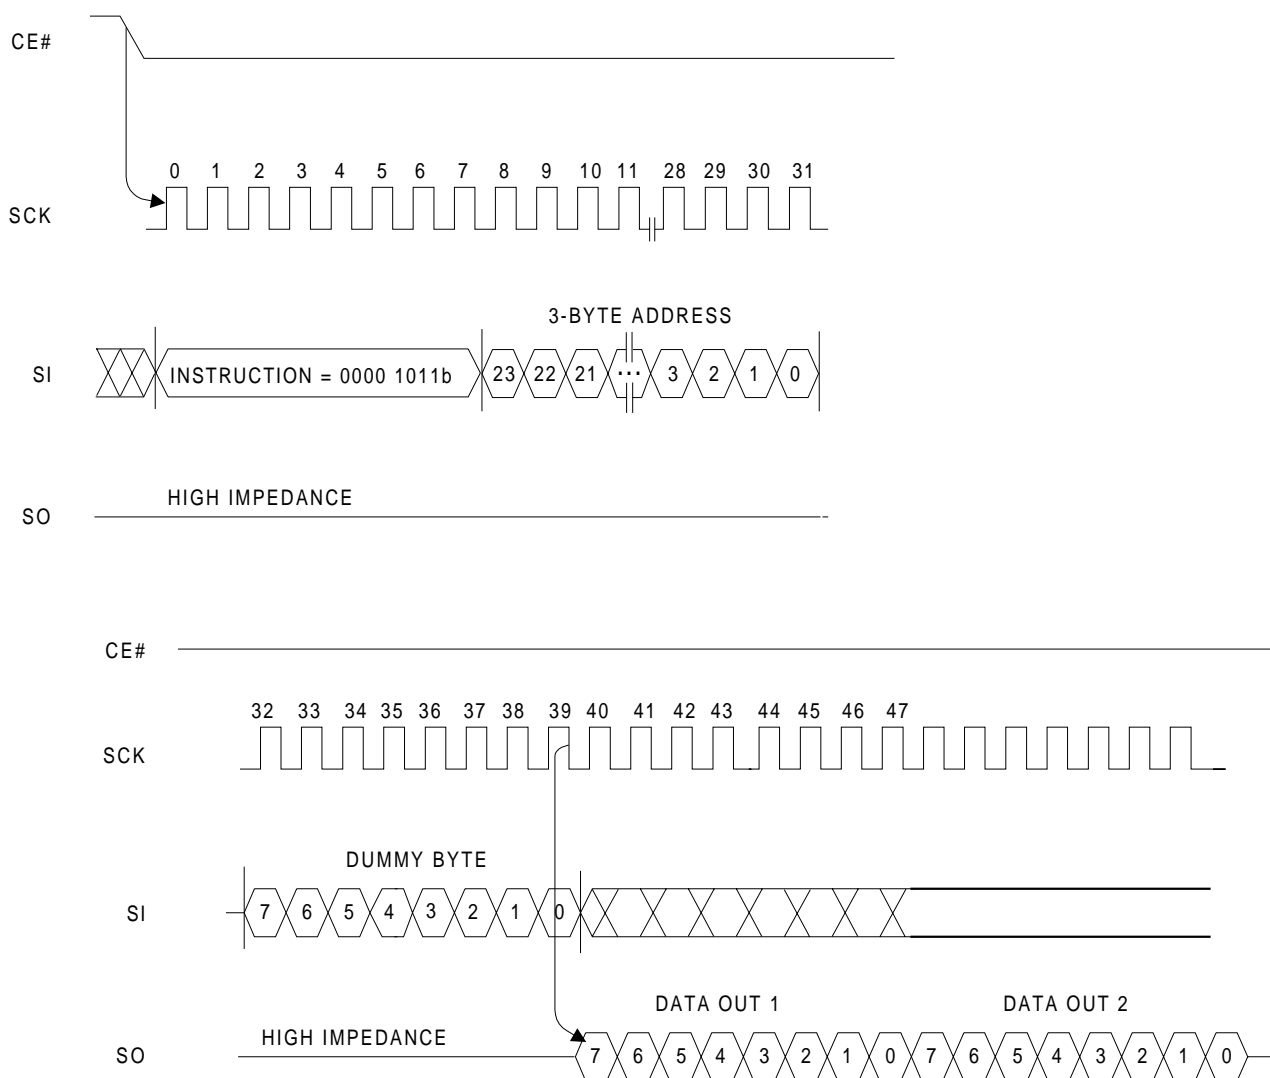 CE#
0 1 2 3 4 5 6 7 8 9 10 11 28 29 30 31
SCK
3-BYTE ADDRESS
SI INSTRUCTION = 0000 1011b 23 22 21 ... 3 2 1 0
HIGH IMPEDANCE
SO
CE#
32 33 34 35 36 37 38 39 40 41 42 43 44 45 46 47
SCK
DUMMY BYTE
SI 7 6 5 4 3 2 1 0
DATA OUT 1 DATA OUT 2
HIGH IMPEDANCE
SO 7 6 5 4 3 2 1 0 7 6 5 4 3 2 1 0